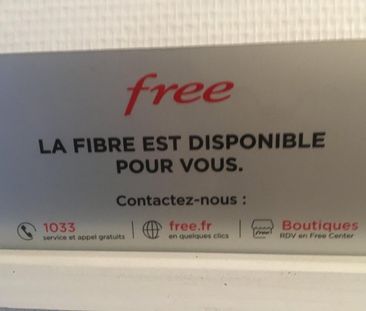 free
LA FIBRE EST DISPONIBLE
POUR VOUS.
Contactez-nous :
1033
service et appel gratuits
free.fr
en quelques clics
free
Boutiques
RDV en Free Center